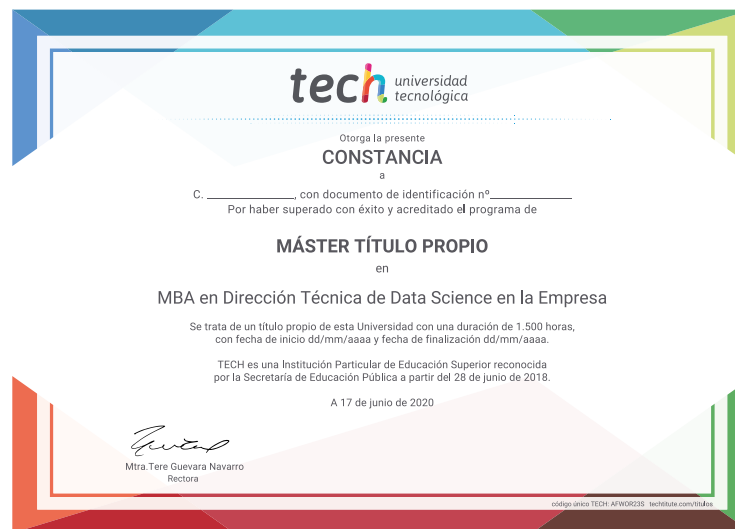 tech universidad
tecnológica
Otorga la presente
CONSTANCIA
a
C. ______________, con documento de identificación nº_____________
Por haber superado con éxito y acreditado el programa de
MÁSTER TÍTULO PROPIO
en
MBA en Dirección Técnica de Data Science en la Empresa
Se trata de un título propio de esta Universidad con una duración de 1.500 horas,
con fecha de inicio dd/mm/aaaa y fecha de finalización dd/mm/aaaa.
TECH es una Institución Particular de Educación Superior reconocida
por la Secretaría de Educación Pública a partir del 28 de junio de 2018.
A 17 de junio de 2020
Mtra.Tere Guevara Navarro
Rectora
código único TECH: AFWOR23S techtitute.com/titulos